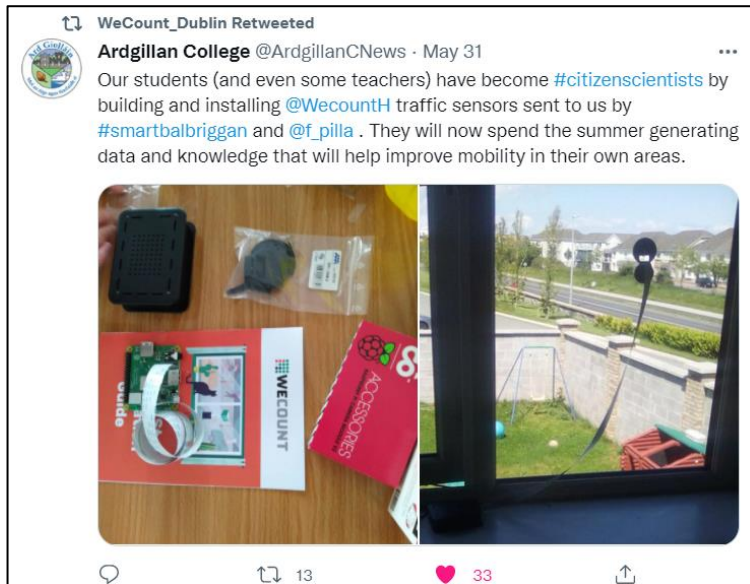 WeCount_Dublin Retweeted
Ardgillan College @ArdgillanCNews · May 31
Our students (and even some teachers) have become #citizenscientists by
building and installing @WecountH traffic sensors sent to us by
#smartbalbriggan and @f_pilla . They will now spend the summer generating
data and knowledge that will help improve mobility in their own areas.
WECOUNT
Guide
ACCESSORIES
13
33